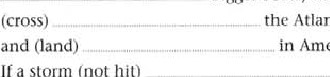 (cross) the Atlan
and (land) in Ame
If a storm (not hit)